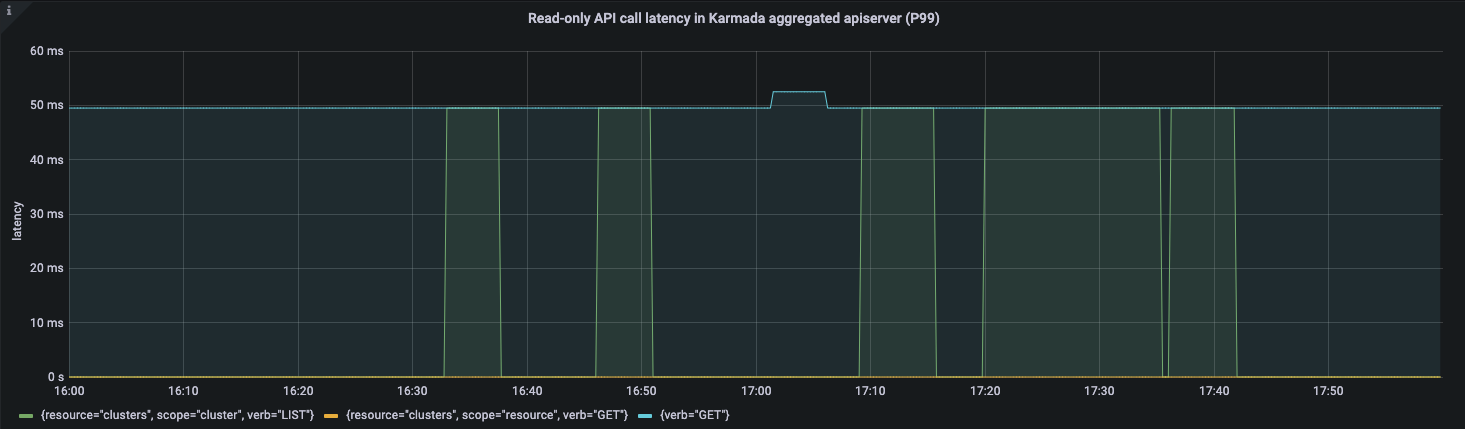 i
Read-only API call latency in Karmada aggregated apiserver (P99)
60 ms
50 ms
40 ms
30 ms
20 ms
10 ms
0 s
latency
16:00 16:10 16:20 16:30 16:40 16:50 17:00 17:10 17:20 17:30 17:40 17:50
{resource="clusters", scope="cluster", verb="LIST"} {resource="clusters", scope="resource", verb="GET"} {verb="GET"}